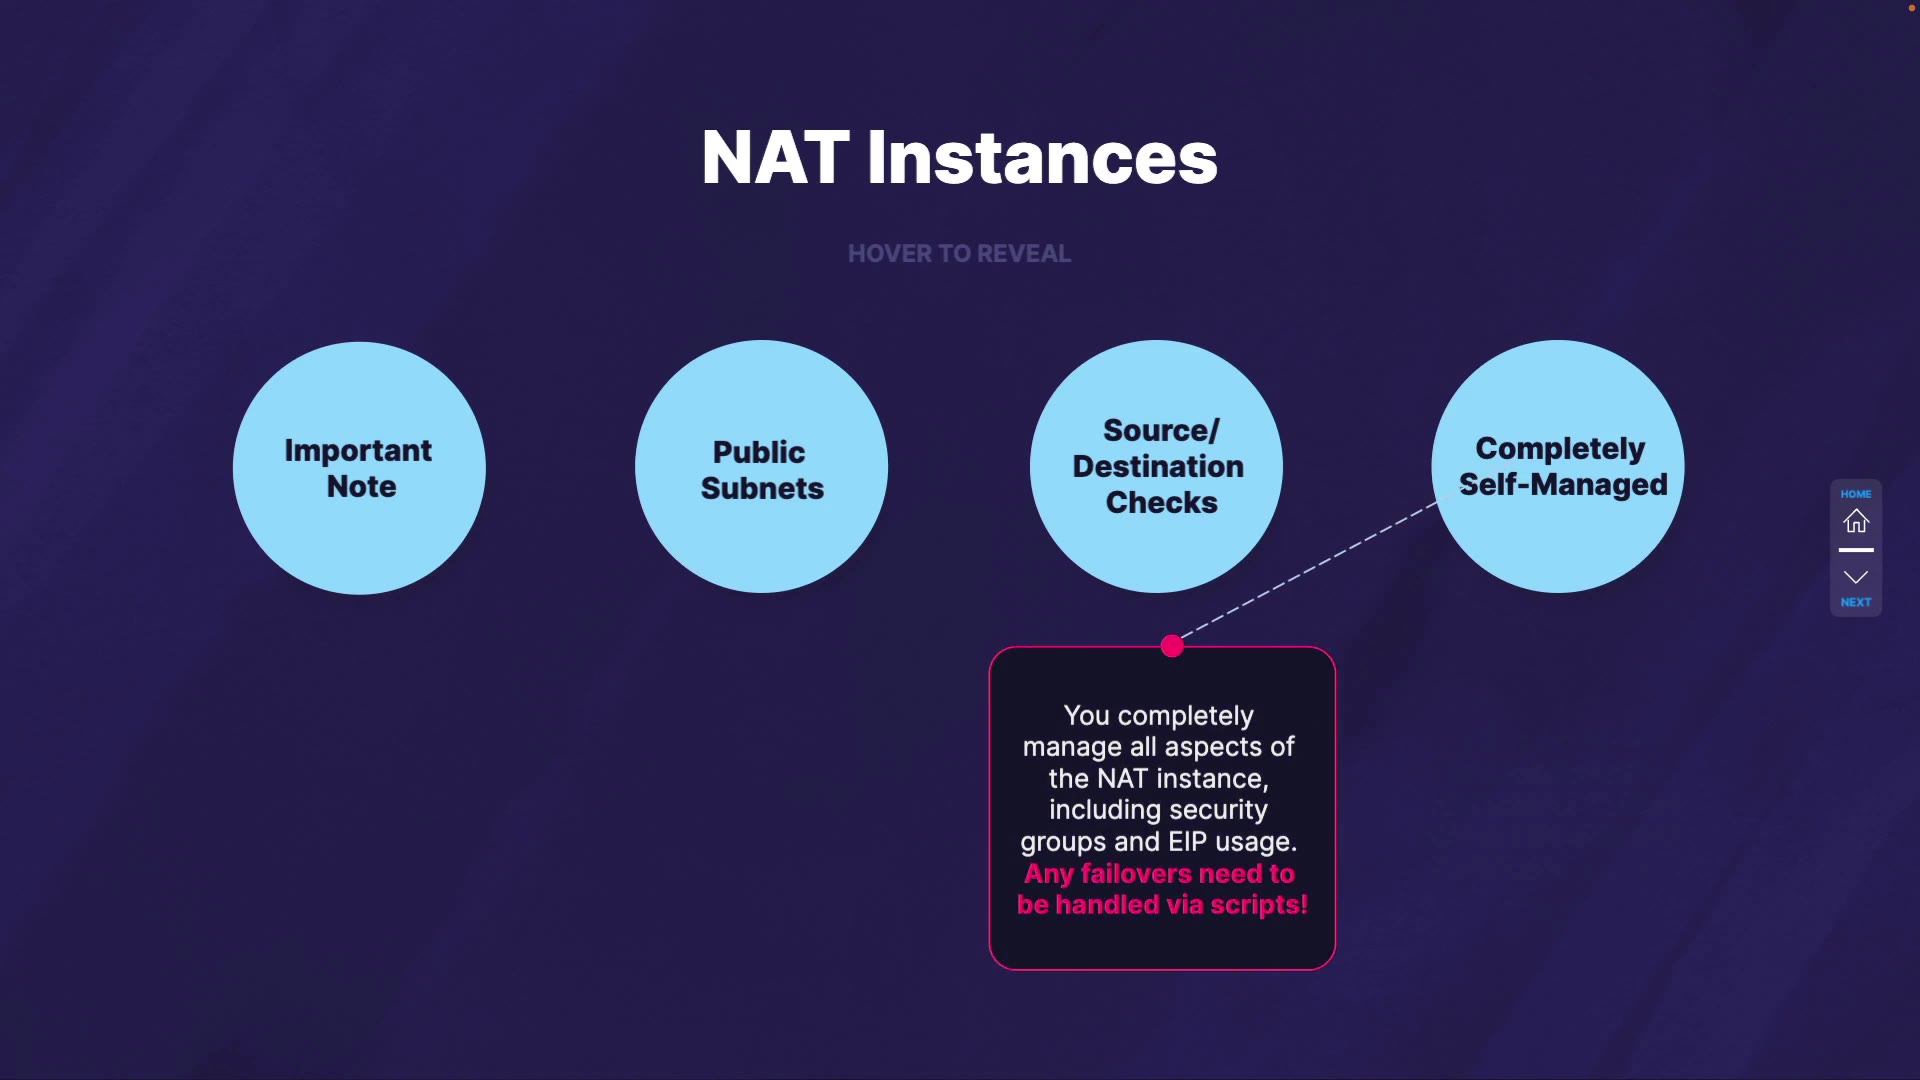 NAT Instances
HOVER TO REVEAL
Important
Note
Public
Subnets
Source/
Destination
Checks
Completely
Self-Managed
HOME
NEXT
You completely
manage all aspects of
the NAT instance,
including security
groups and EIP usage.
Any failovers need to
be handled via scripts!